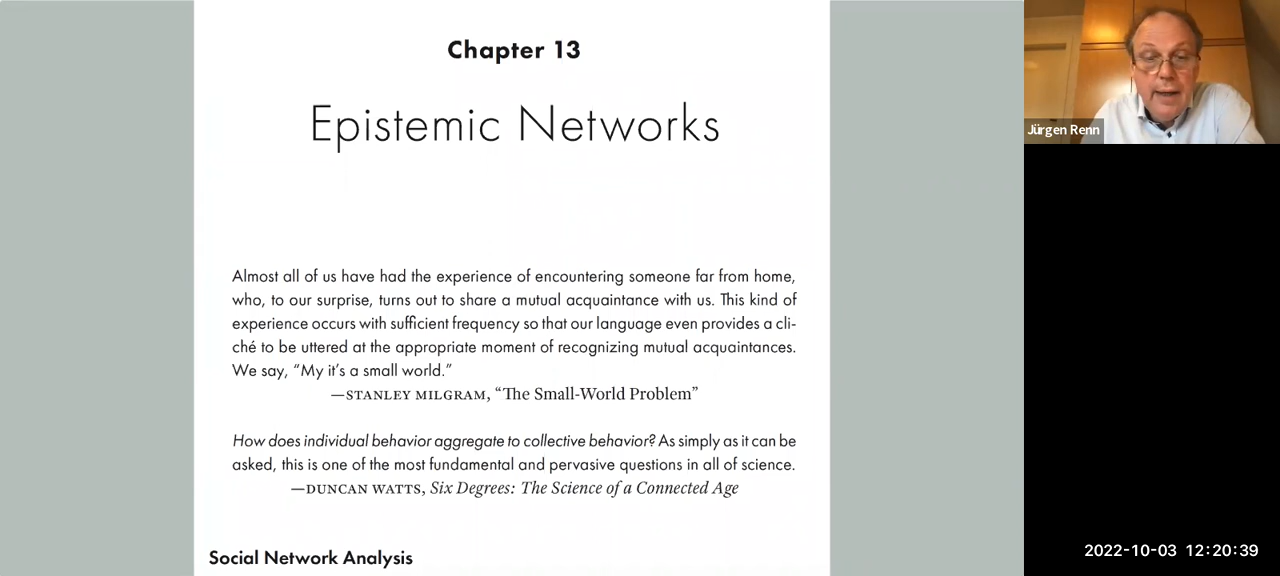 Chapter 13
Epistemic Networks
Almost all of us have had the experience of encountering someone far from home,
who, to our surprise, turns out to share a mutual acquaintance with us. This kind of
experience occurs with sufficient frequency so that our language even provides a cli-
ché to be uttered at the appropriate moment of recognizing mutual acquaintances.
We say, “My it’s a small world.”
—STANLEY MILGRAM, “The Small-World Problem”
How does individual behavior aggregate to collective behavior? As simply as it can be
asked, this is one of the most fundamental and pervasive questions in all of science.
—DUNCAN WATTS, Six Degrees: The Science of a Connected Age
Social Network Analysis
Jürgen Renn
2022-10-03 12:20:39